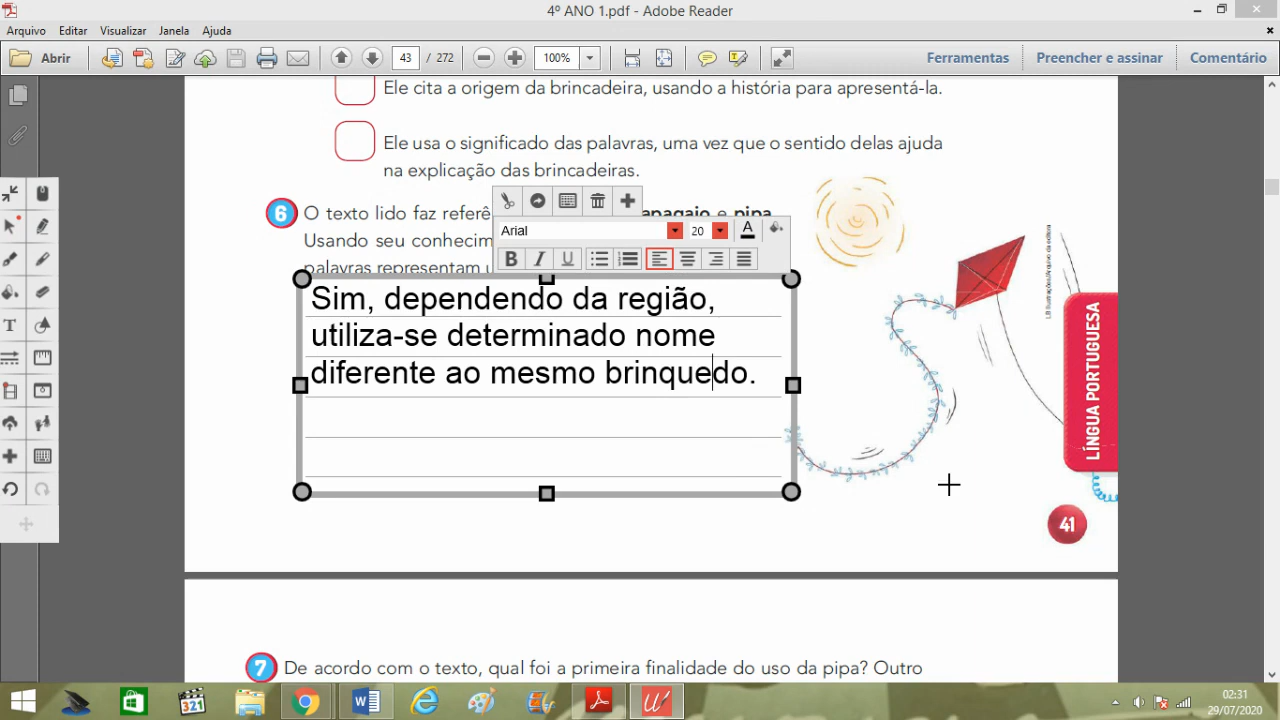 4º ANO 1.pdf - Adobe Reader
Arquivo Editar Visualizar Janela Ajuda
Abrir 43 / 272 100% Ferramentas Preencher e assinar Comentário
Ele cita a origem da brincadeira, usando a história para apresentá-la.
Ele usa o significado das palavras, uma vez que o sentido delas ajuda
na explicação das brincadeiras.
6 O texto lido faz referê apagaio e pipa
Usando seu conhecim
palavras representam u
Arial 20 A
B I U
Sim, dependendo da região,
utiliza-se determinado nome
diferente ao mesmo brinquedo.
LÍNGUA PORTUGUESA
41
7 De acordo com o texto, qual foi a primeira finalidade do uso da pipa? Outro
321
02:31
29/07/2020